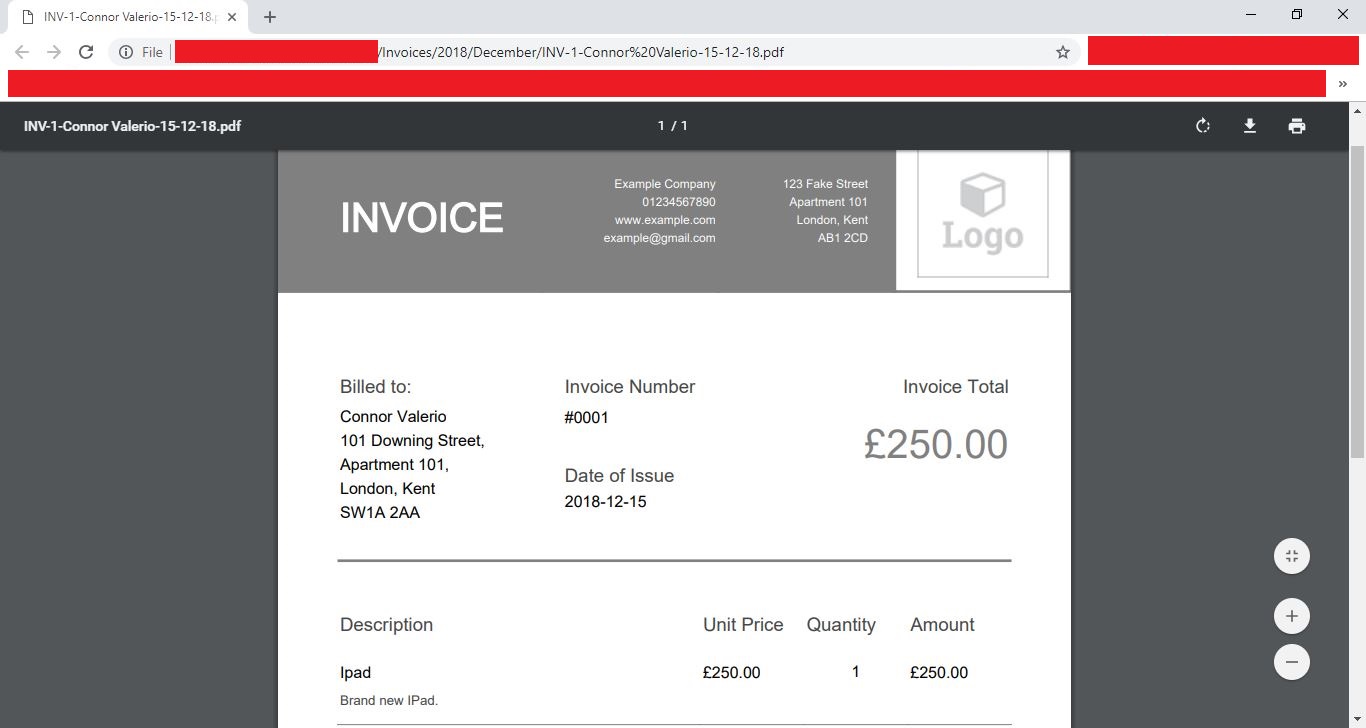 INV-1-Connor Valerio-15-12-18.p
File
/Invoices/2018/December/INV-1-Connor%20Valerio-15-12-18.pdf
INV-1-Connor Valerio-15-12-18.pdf
1 / 1
INVOICE
Example Company
01234567890
www.example.com
example@gmail.com
123 Fake Street
Apartment 101
London, Kent
AB1 2CD
Logo
Billed to:
Connor Valerio
101 Downing Street,
Apartment 101,
London, Kent
SW1A 2AA
Invoice Number
#0001
Date of Issue
2018-12-15
Invoice Total
£250.00
Description Unit Price Quantity Amount
Ipad £250.00 1 £250.00
Brand new IPad.